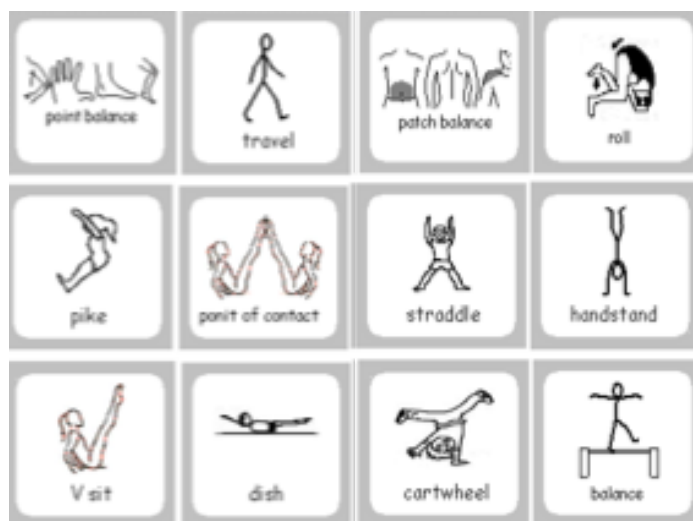 point balance
travel
patch balance
roll
pike
ponit of contact
straddle
handstand
V sit
dish
cartwheel
balance